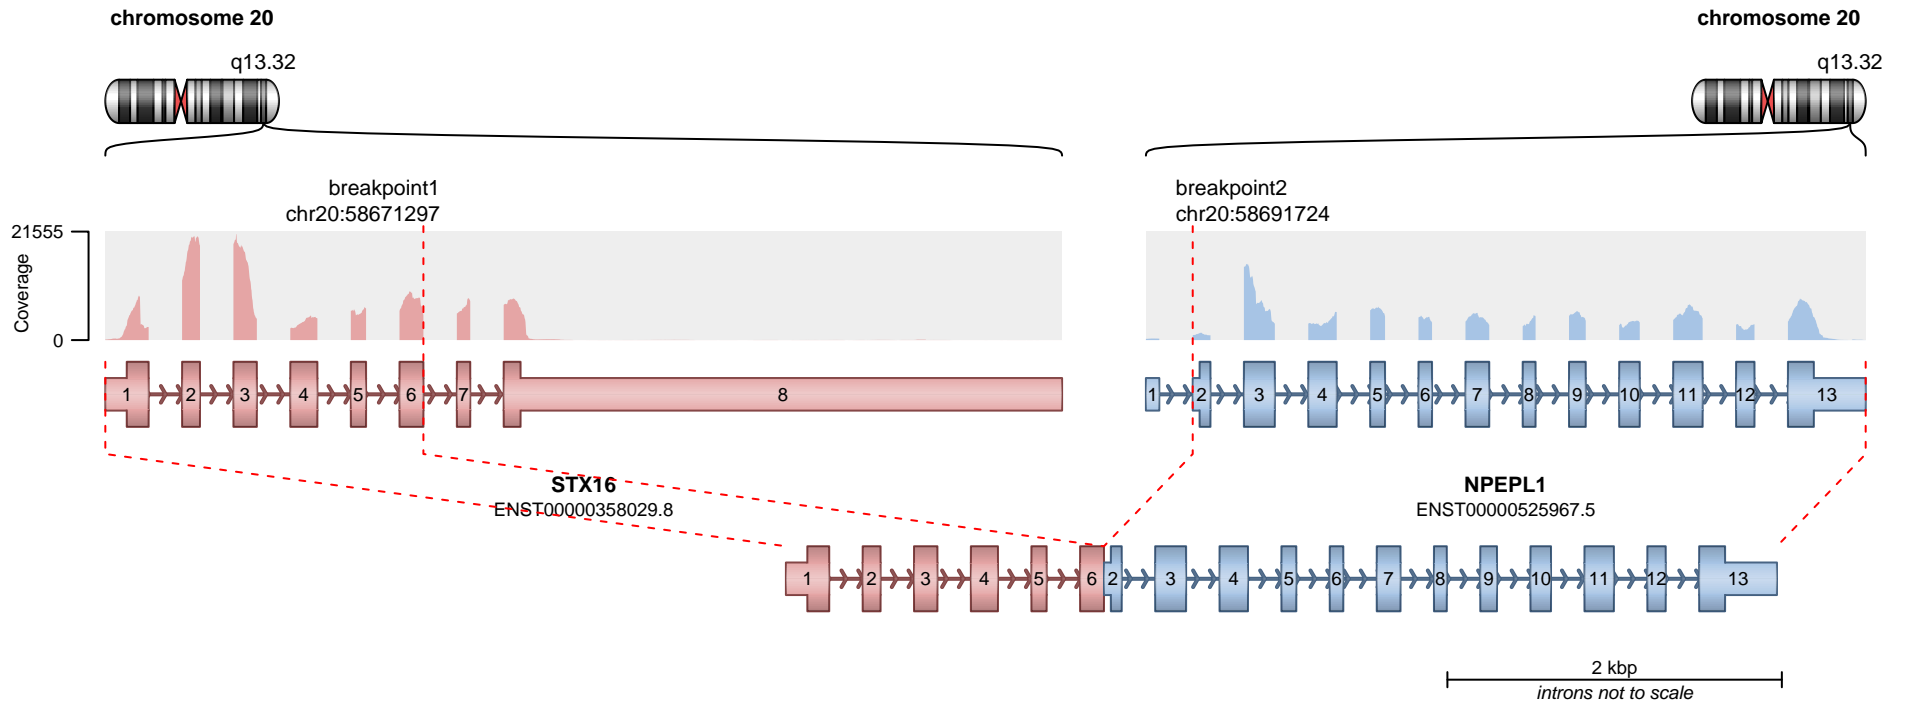 chromosome 20
chromosome 20
q13.32
q13.32
breakpoint1
chr20:58671297
breakpoint2
chr20:58691724
21555
Coverage
0
1 2 3 4 5 6 7 8
1 2 3 4 5 6 7 8 9 10 11 12 13
STX16
ENST00000358029.8
NPEPL1
ENST00000525967.5
1 2 3 4 5 6 2 3 4 5 6 7 8 9 10 11 12 13
2 kbp
introns not to scale